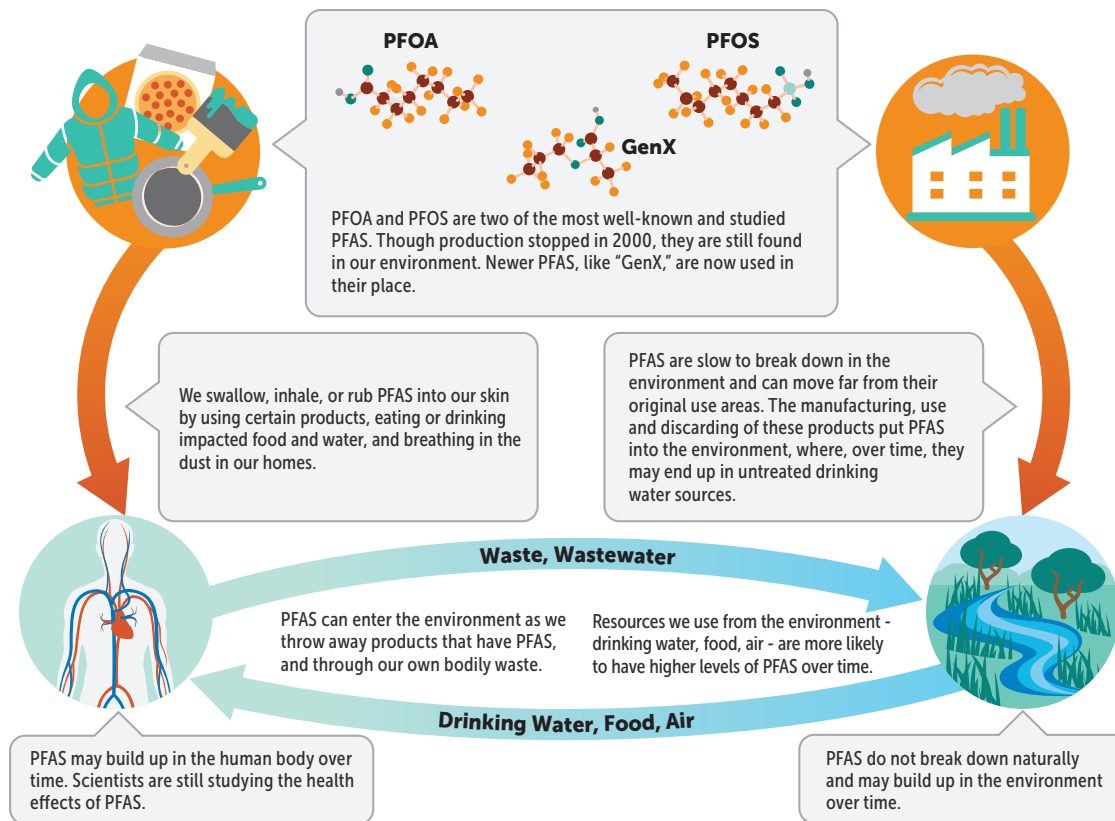 PFOA
PFOS
GenX
PFOA and PFOS are two of the most well-known and studied
PFAS. Though production stopped in 2000, they are still found
in our environment. Newer PFAS, like “GenX,” are now used in
their place.
We swallow, inhale, or rub PFAS into our skin
by using certain products, eating or drinking
impacted food and water, and breathing in the
dust in our homes.
PFAS are slow to break down in the
environment and can move far from their
original use areas. The manufacturing, use
and discarding of these products put PFAS
into the environment, where, over time, they
may end up in untreated drinking
water sources.
Waste, Wastewater
PFAS can enter the environment as we
throw away products that have PFAS,
and through our own bodily waste.
Resources we use from the environment -
drinking water, food, air - are more likely
to have higher levels of PFAS over time.
Drinking Water, Food, Air
PFAS may build up in the human body over
time. Scientists are still studying the health
effects of PFAS.
PFAS do not break down naturally
and may build up in the environment
over time.